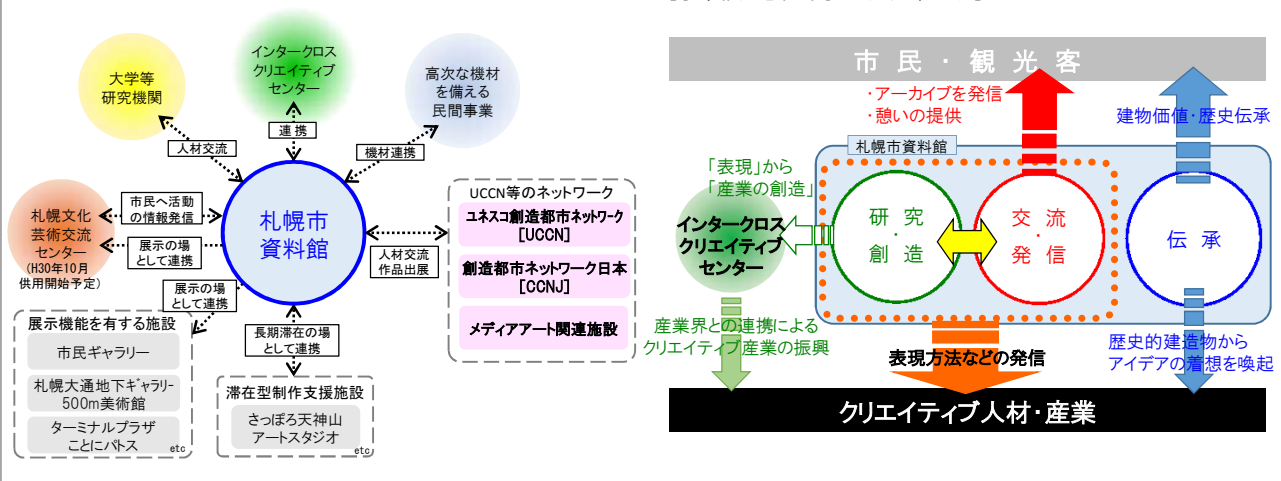 大学等
研究機関
インタークロス
クリエイティブ
センター
高次な機材
を備える
民間事業
連 携
人材交流
機材連携
札幌市
資料館
札幌文化
芸術交流
センター
(H30年10月
供用開始予定)
市民へ活動
の情報発信
展示の場
として連携
展示の場
として連携
長期滞在の場
として連携
人材交流
作品出展
UCCN等のネットワーク
ユネスコ創造都市ネットワーク
[UCCN]
創造都市ネットワーク日本
[CCNJ]
メディアアート関連施設
展示機能を有する施設
市民ギャラリー
札幌大通地下ギャラリー
500m美術館
ターミナルプラザ
ことにパトス
etc
滞在型制作支援施設
さっぽろ天神山
アートスタジオ
etc
市 民 ・ 観 光 客
・アーカイブを発信
・憩いの提供
建物価値・歴史伝承
札幌市資料館
「表現」から
「産業の創造」
インタークロス
クリエイティブ
センター
研 究
・
創 造
交 流
・
発 信
伝 承
産業界との連携による
クリエイティブ産業の振興
表現方法などの発信
歴史的建造物から
アイデアの着想を喚起
クリエイティブ人材・産業